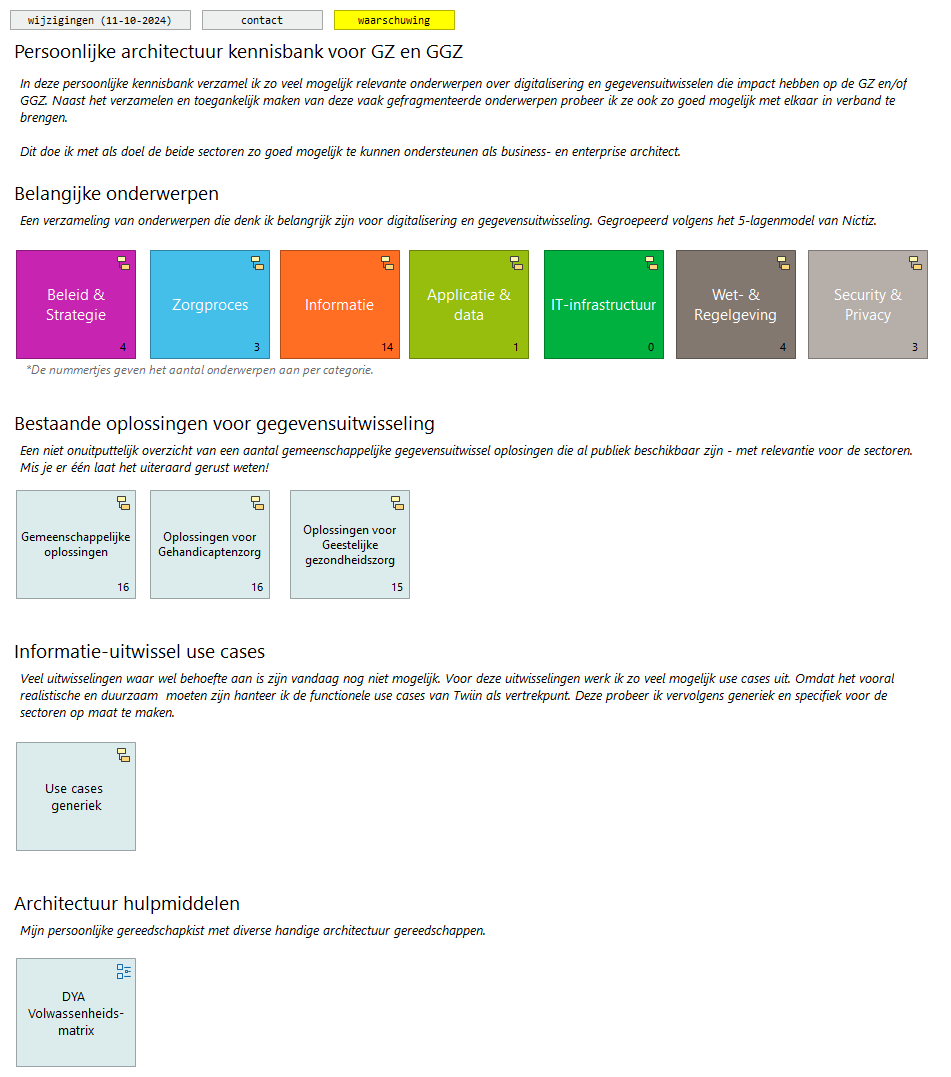 wijzigingen (11-10-2024)
contact
waarschuwing
Persoonlijke architectuur kennisbank voor GZ en GGZ
In deze persoonlijke kennisbank verzamel ik zo veel mogelijk relevante onderwerpen over digitalisering en gegevensuitwisselen die impact hebben op de GZ en/of
GGZ. Naast het verzamelen en toegankelijk maken van deze vaak gefragmenteerde onderwerpen probeer ik ze ook zo goed mogelijk met elkaar in verband te
brengen.
Dit doe ik met als doel de beide sectoren zo goed mogelijk te kunnen ondersteunen als business- en enterprise architect.
Belangijke onderwerpen
Een verzameling van onderwerpen die denk ik belangrijk zijn voor digitalisering en gegevensuitwisseling. Gegroepeerd volgens het 5-lagenmodel van Nictiz.
Beleid &
Strategie
4
Zorgproces
3
Informatie
14
Applicatie &
data
1
IT-infrastructuur
0
Wet- &
Regelgeving
4
Security &
Privacy
3
*De nummertjes geven het aantal onderwerpen aan per categorie.
Bestaande oplossingen voor gegevensuitwisseling
Een niet onuitputtelijk overzicht van een aantal gemeenschappelijke gegevensuitwissel oplosingen die al publiek beschikbaar zijn - met relevantie voor de sectoren.
Mis je er één laat het uiteraard gerust weten!
Gemeenschappelijke
oplossingen
16
Oplossingen voor
Gehandicaptenzorg
16
Oplossingen voor
Geestelijke
gezondheidszorg
15
Informatie-uitwissel use cases
Veel uitwisselingen waar wel behoefte aan is zijn vandaag nog niet mogelijk. Voor deze uitwisselingen werk ik zo veel mogelijk use cases uit. Omdat het vooral
realistische en duurzaam  moeten zijn hanteer ik de functionele use cases van Twiin als vertrekpunt. Deze probeer ik vervolgens generiek en specifiek voor de
sectoren op maat te maken.
Use cases
generiek
Architectuur hulpmiddelen
Mijn persoonlijke gereedschapkist met diverse handige architectuur gereedschappen.
DYA
Volwassenheids-
matrix